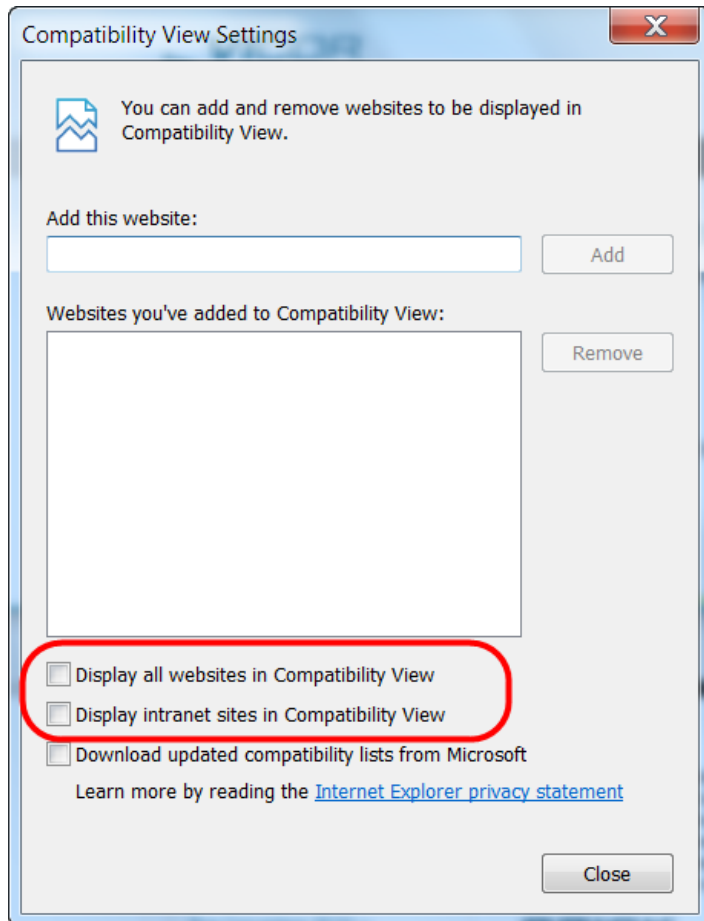 Compatibility View Settings
You can add and remove websites to be displayed in
Compatibility View.
Add this website:
Add
Websites you've added to Compatibility View:
Remove
Display all websites in Compatibility View
Display intranet sites in Compatibility View
Download updated compatibility lists from Microsoft
Learn more by reading the Internet Explorer privacy statement
Close